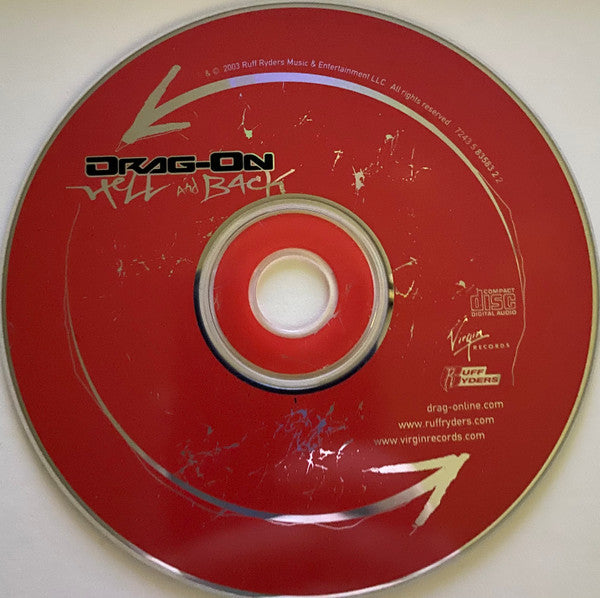 & © 2003 Ruff Ryders Music & Entertainment LLC All rights reserved 7243 5 83583 2 2
DRAG-ON
HELL AND BACK
COMPACT
disc
DIGITAL AUDIO
Virgin
RECORDS
RUFF
RYDERS
drag-online.com
www.ruffryders.com
www.virginrecords.com